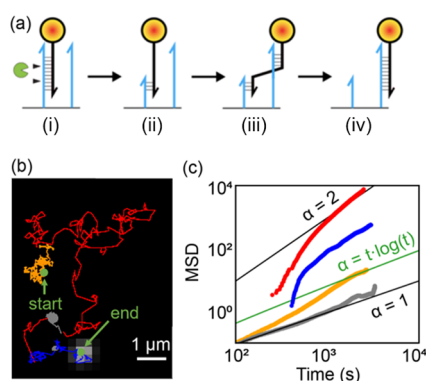 (a)
(i) (ii) (iii) (iv)
(b)
start
end
1 μm
(c)
MSD
10⁴
10²
10⁰
α = 2
α = t·log(t)
α = 1
10² 10³ 10⁴
Time (s)